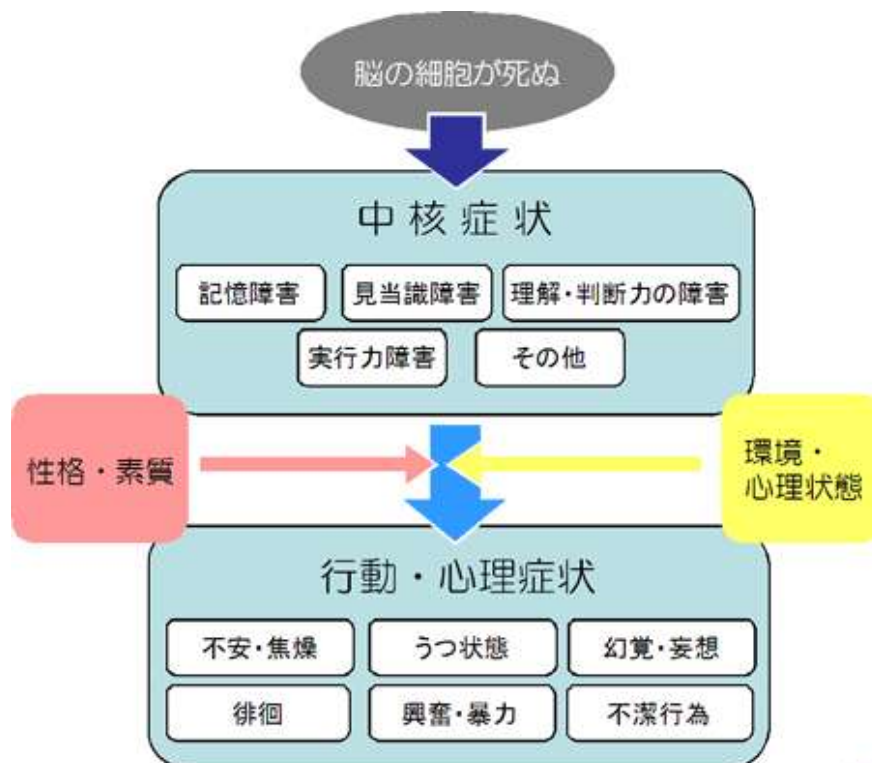 脳の細胞が死ぬ
中核症状
記憶障害
見当識障害
理解・判断力の障害
実行力障害
その他
性格・素質
環境・
心理状態
行動・心理症状
不安・焦燥
うつ状態
幻覚・妄想
徘徊
興奮・暴力
不潔行為